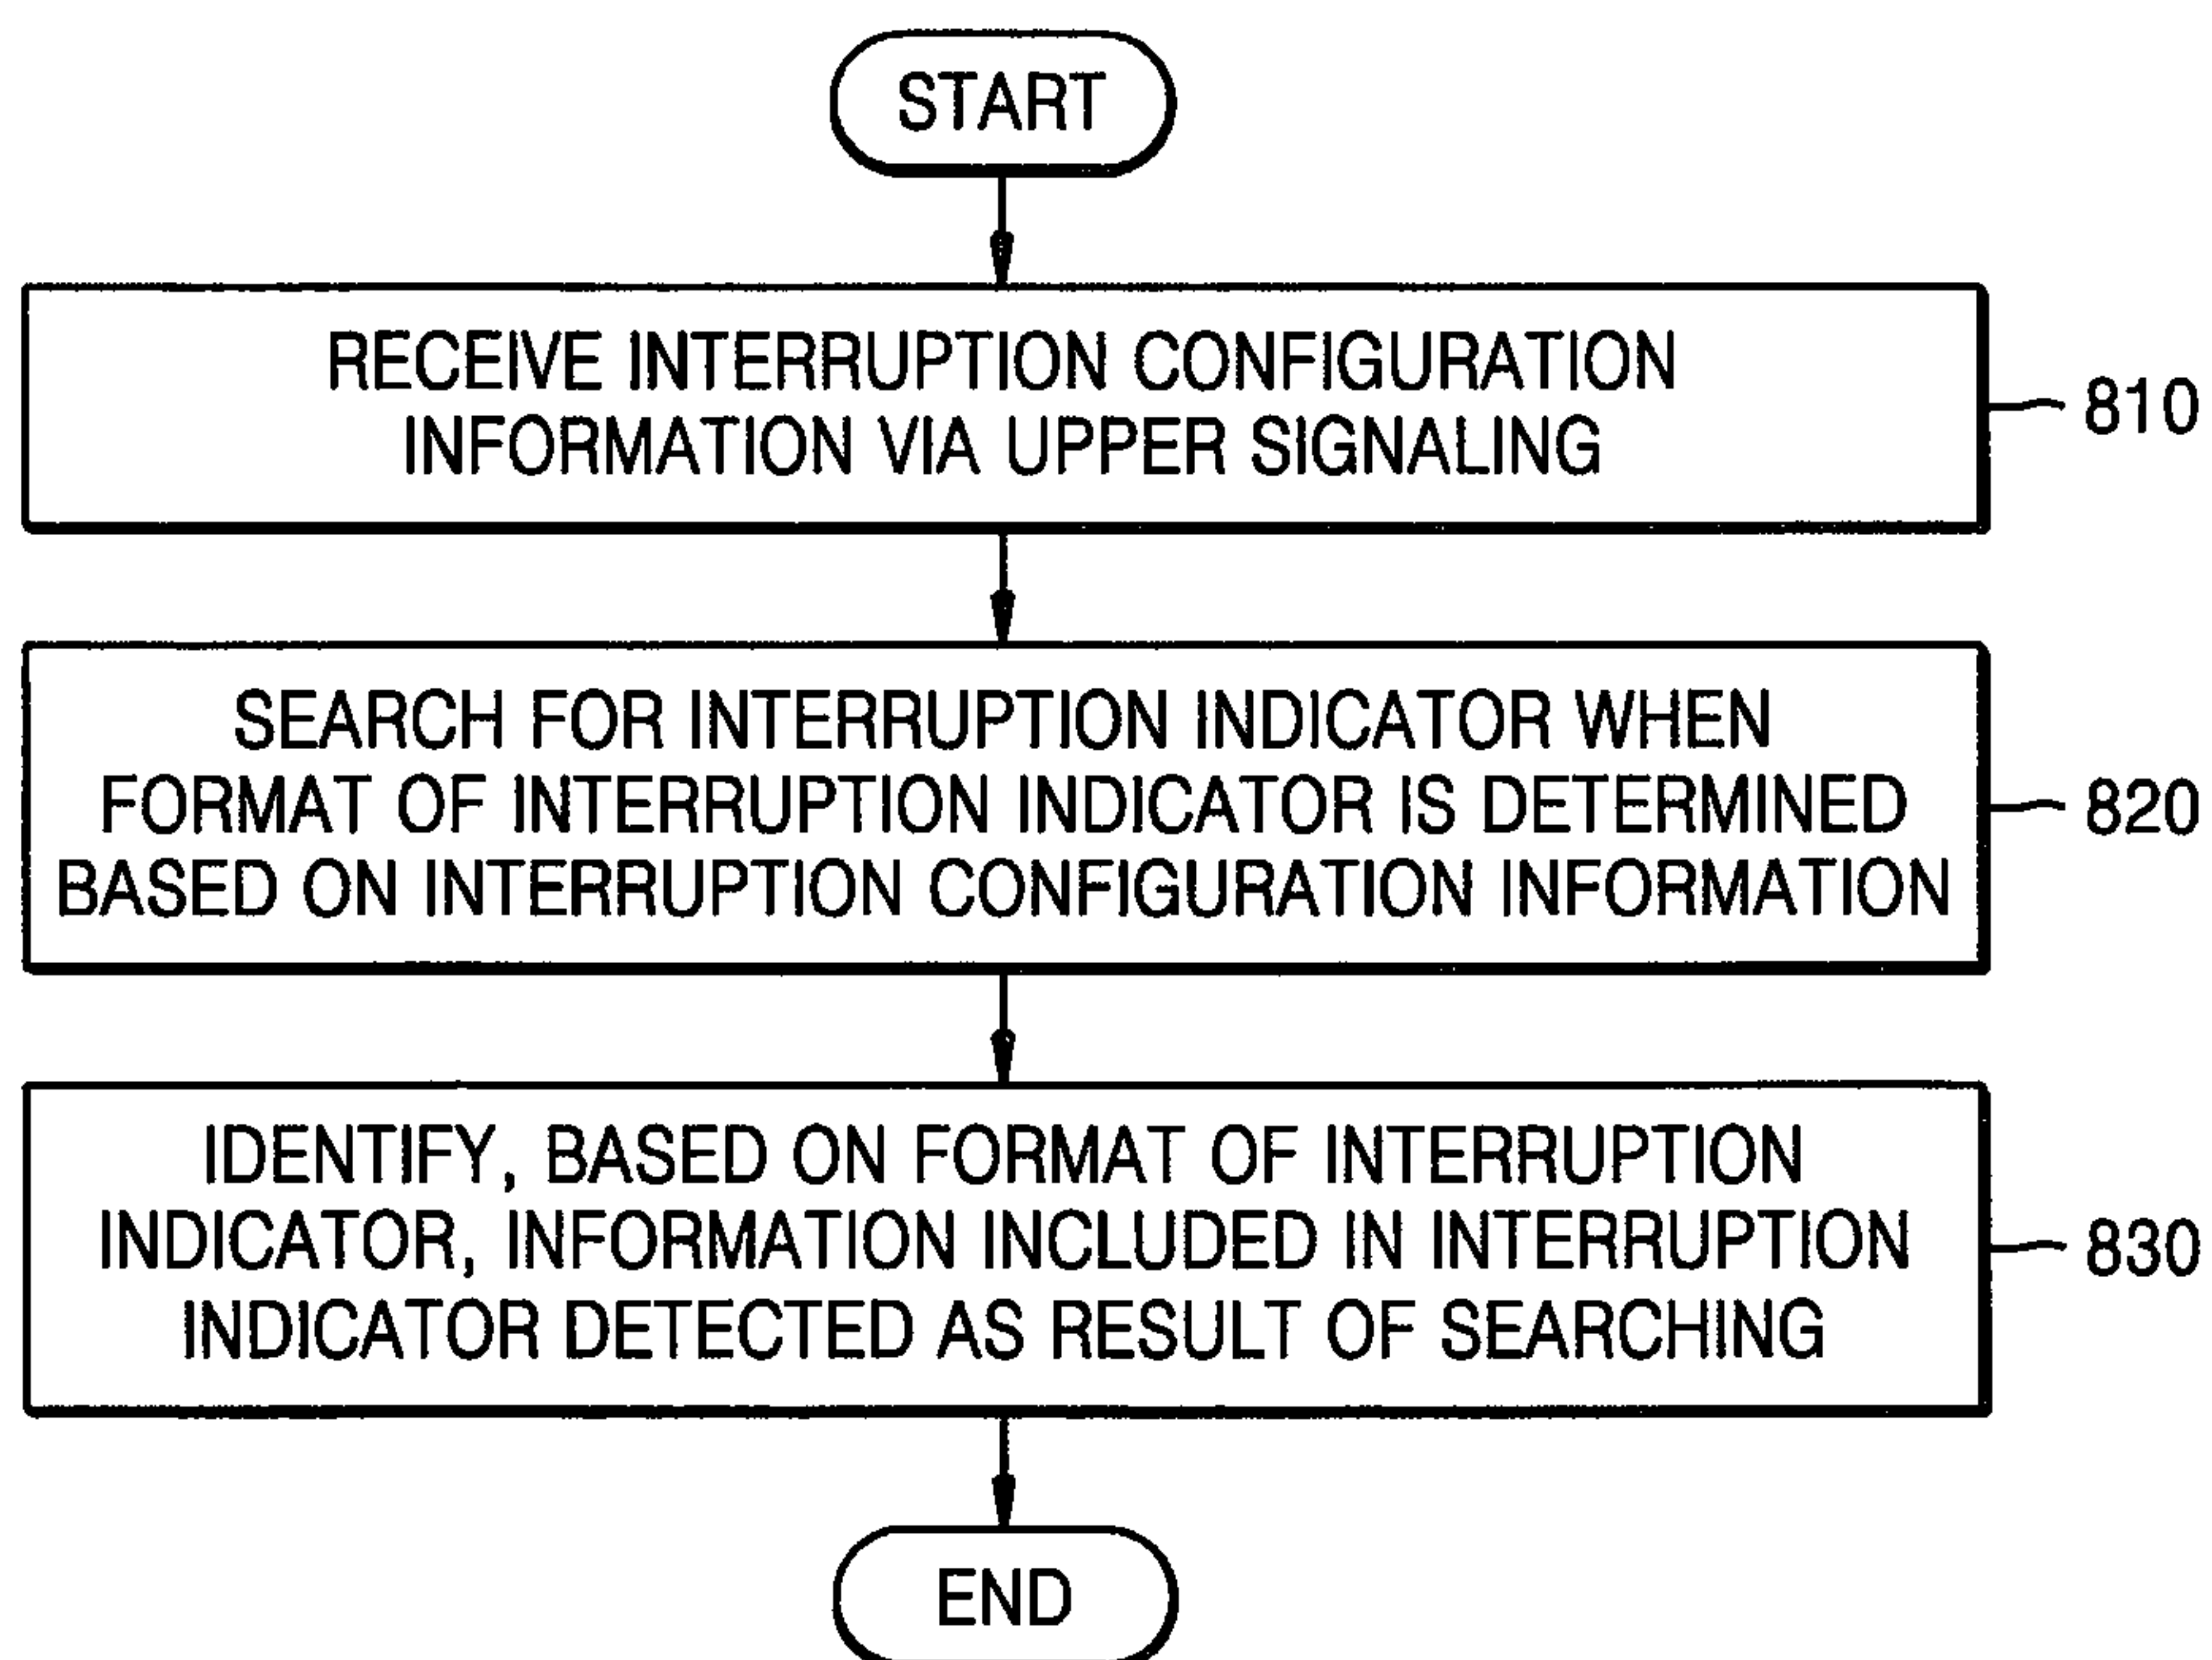 START
RECEIVE INTERRUPTION CONFIGURATION
INFORMATION VIA UPPER SIGNALING
810
SEARCH FOR INTERRUPTION INDICATOR WHEN
FORMAT OF INTERRUPTION INDICATOR IS DETERMINED
BASED ON INTERRUPTION CONFIGURATION INFORMATION
820
IDENTIFY, BASED ON FORMAT OF INTERRUPTION
INDICATOR, INFORMATION INCLUDED IN INTERRUPTION
INDICATOR DETECTED AS RESULT OF SEARCHING
830
END